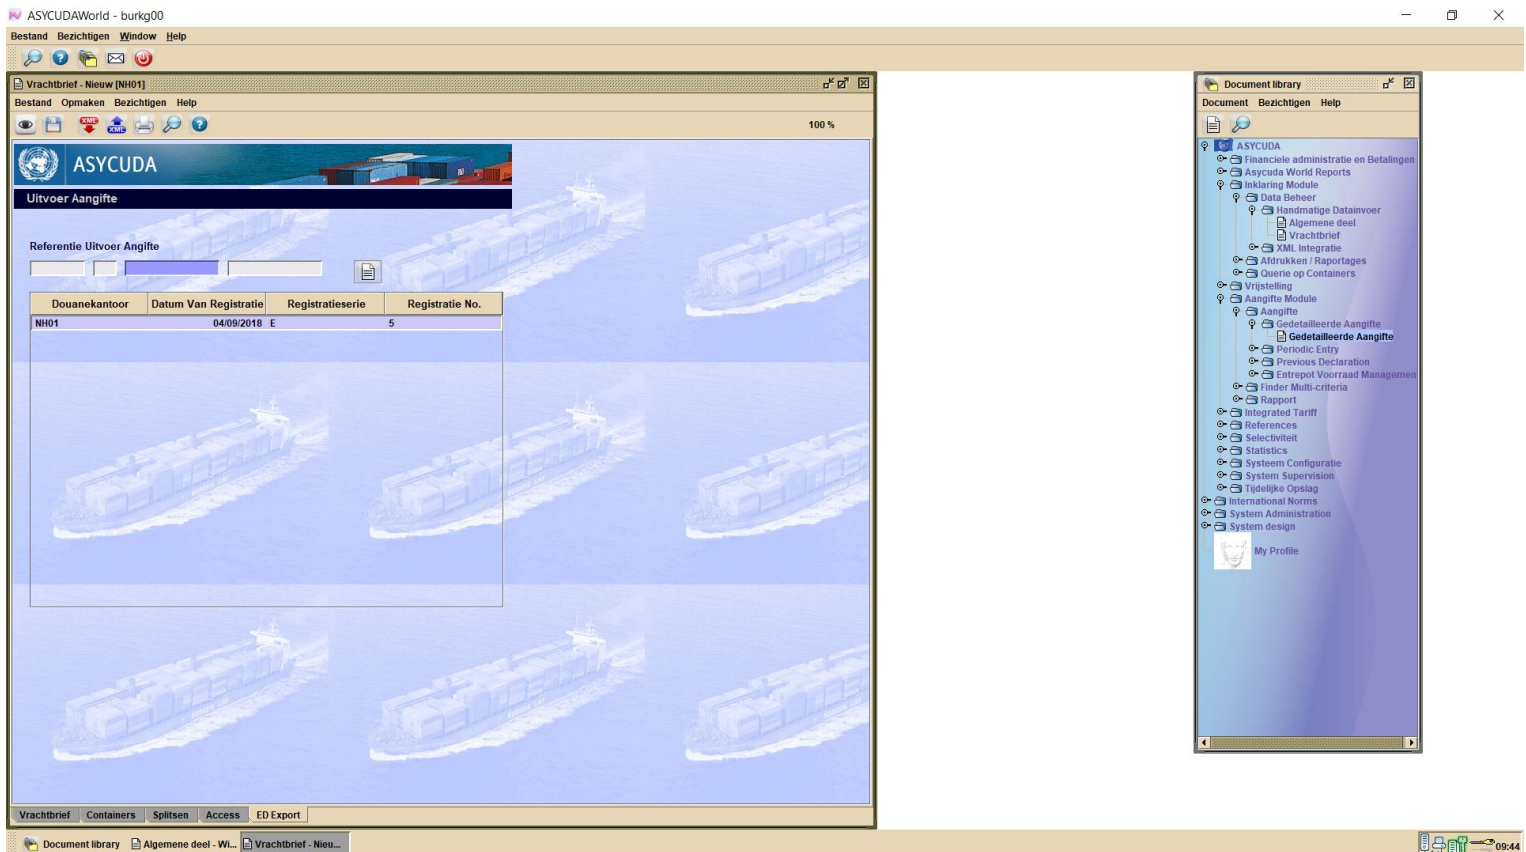 ASYCUDAWorld - burkg00
Bestand Bezichtigen Window Help
Vrachtbrief - Nieuw [NH01]
Bestand Opmaken Bezichtigen Help
XML XML
100 %
ASYCUDA
Uitvoer Aangifte
Referentie Uitvoer Angifte
Douanekantoor Datum Van Registratie Registratieserie Registratie No.
NH01 04/09/2018 E 5
Vrachtbrief Containers Splitsen Access ED Export
Document library
Document Bezichtigen Help
ASYCUDA
Financiele administratie en Betalingen
Asycuda World Reports
Inklaring Module
Data Beheer
Handmatige Datainvoer
Algemene deel
Vrachtbrief
XML Integratie
Afdrukken / Raportages
Querie op Containers
Vrijstelling
Aangifte Module
Aangifte
Gedetailleerde Aangifte
Gedetailleerde Aangifte
Periodic Entry
Previous Declaration
Entrepot Voorraad Managemen
Finder Multi-criteria
Rapport
Integrated Tariff
References
Selectiviteit
Statistics
Systeem Configuratie
System Supervision
Tijdelijke Opslag
International Norms
System Administration
System design
My Profile
Document library Algemene deel - Wi... Vrachtbrief - Nieu...
09:44